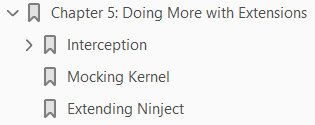 Chapter 5: Doing More with Extensions
Interception
Mocking Kernel
Extending Ninject